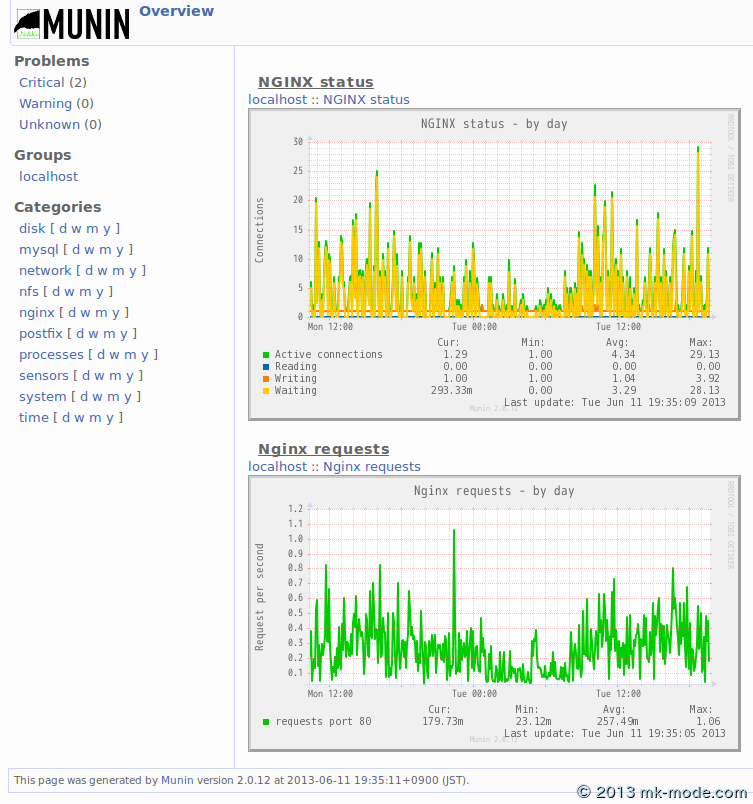 MUNIN
Overview
Problems
Critical (2)
Warning (0)
Unknown (0)
Groups
localhost
Categories
disk [ d w m y ]
mysql [ d w m y ]
network [ d w m y ]
nfs [ d w m y ]
nginx [ d w m y ]
postfix [ d w m y ]
processes [ d w m y ]
sensors [ d w m y ]
system [ d w m y ]
time [ d w m y ]
NGINX status
localhost :: NGINX status
NGINX status - by day
RRDTOOL / TOBI OETIKER
Connections
30
25
20
15
10
5
0
Mon 12:00 Tue 00:00 Tue 12:00
Cur: Min: Avg: Max:
Active connections 1.29 1.00 4.34 29.13
Reading 0.00 0.00 0.00 0.00
Writing 1.00 1.00 1.04 3.92
Waiting 293.33m 0.00 3.29 28.13
Last update: Tue Jun 11 19:35:09 2013
Munin 2.0.12
Nginx requests
localhost :: Nginx requests
Nginx requests - by day
RRDTOOL / TOBI OETIKER
Request per second
1.2
1.0
0.9
0.8
0.7
0.6
0.5
0.4
0.3
0.2
0.1
Mon 12:00 Tue 00:00 Tue 12:00
Cur: Min: Avg: Max:
requests port 80 179.73m 23.12m 257.49m 1.06
Last update: Tue Jun 11 19:35:05 2013
Munin 2.0.12
This page was generated by Munin version 2.0.12 at 2013-06-11 19:35:11+0900 (JST).
© 2013 mk-mode.com